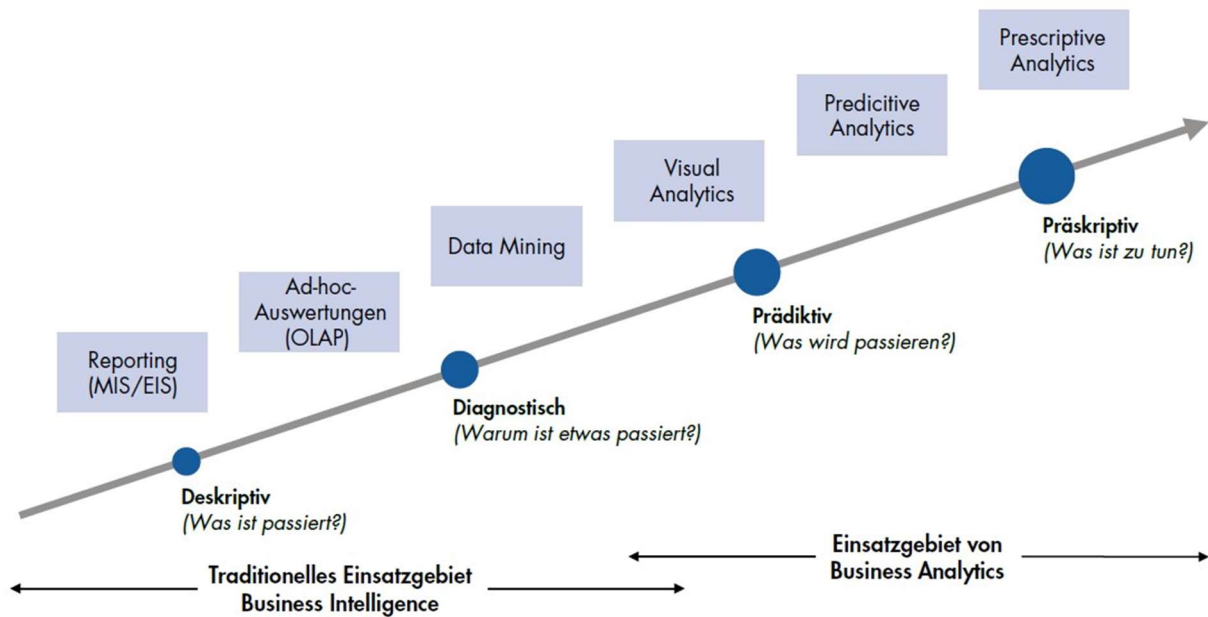 Prescriptive
Analytics
Predicitive
Analytics
Visual
Analytics
Data Mining
Ad-hoc-
Auswertungen
(OLAP)
Reporting
(MIS/EIS)
Präskriptiv
(Was ist zu tun?)
Prädiktiv
(Was wird passieren?)
Diagnostisch
(Warum ist etwas passiert?)
Deskriptiv
(Was ist passiert?)
Einsatzgebiet von
Business Analytics
Traditionelles Einsatzgebiet
Business Intelligence